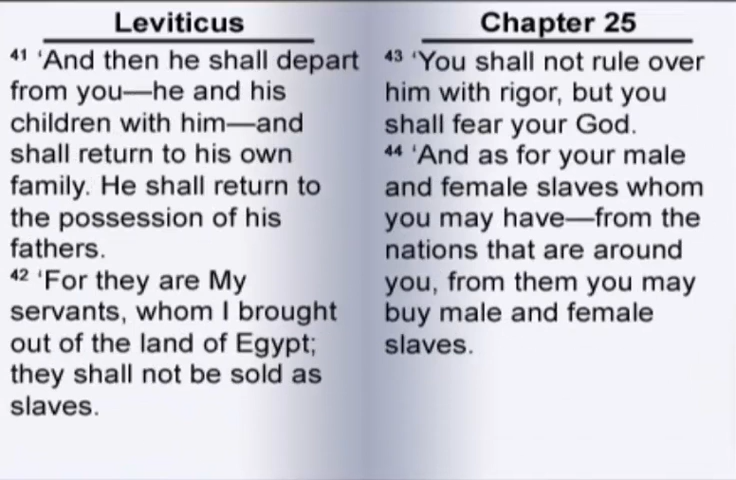 Leviticus
⁴¹ ‘And then he shall depart
from you—he and his
children with him—and
shall return to his own
family. He shall return to
the possession of his
fathers.
⁴² ‘For they are My
servants, whom I brought
out of the land of Egypt;
they shall not be sold as
slaves.
Chapter 25
⁴³ ‘You shall not rule over
him with rigor, but you
shall fear your God.
⁴⁴ ‘And as for your male
and female slaves whom
you may have—from the
nations that are around
you, from them you may
buy male and female
slaves.